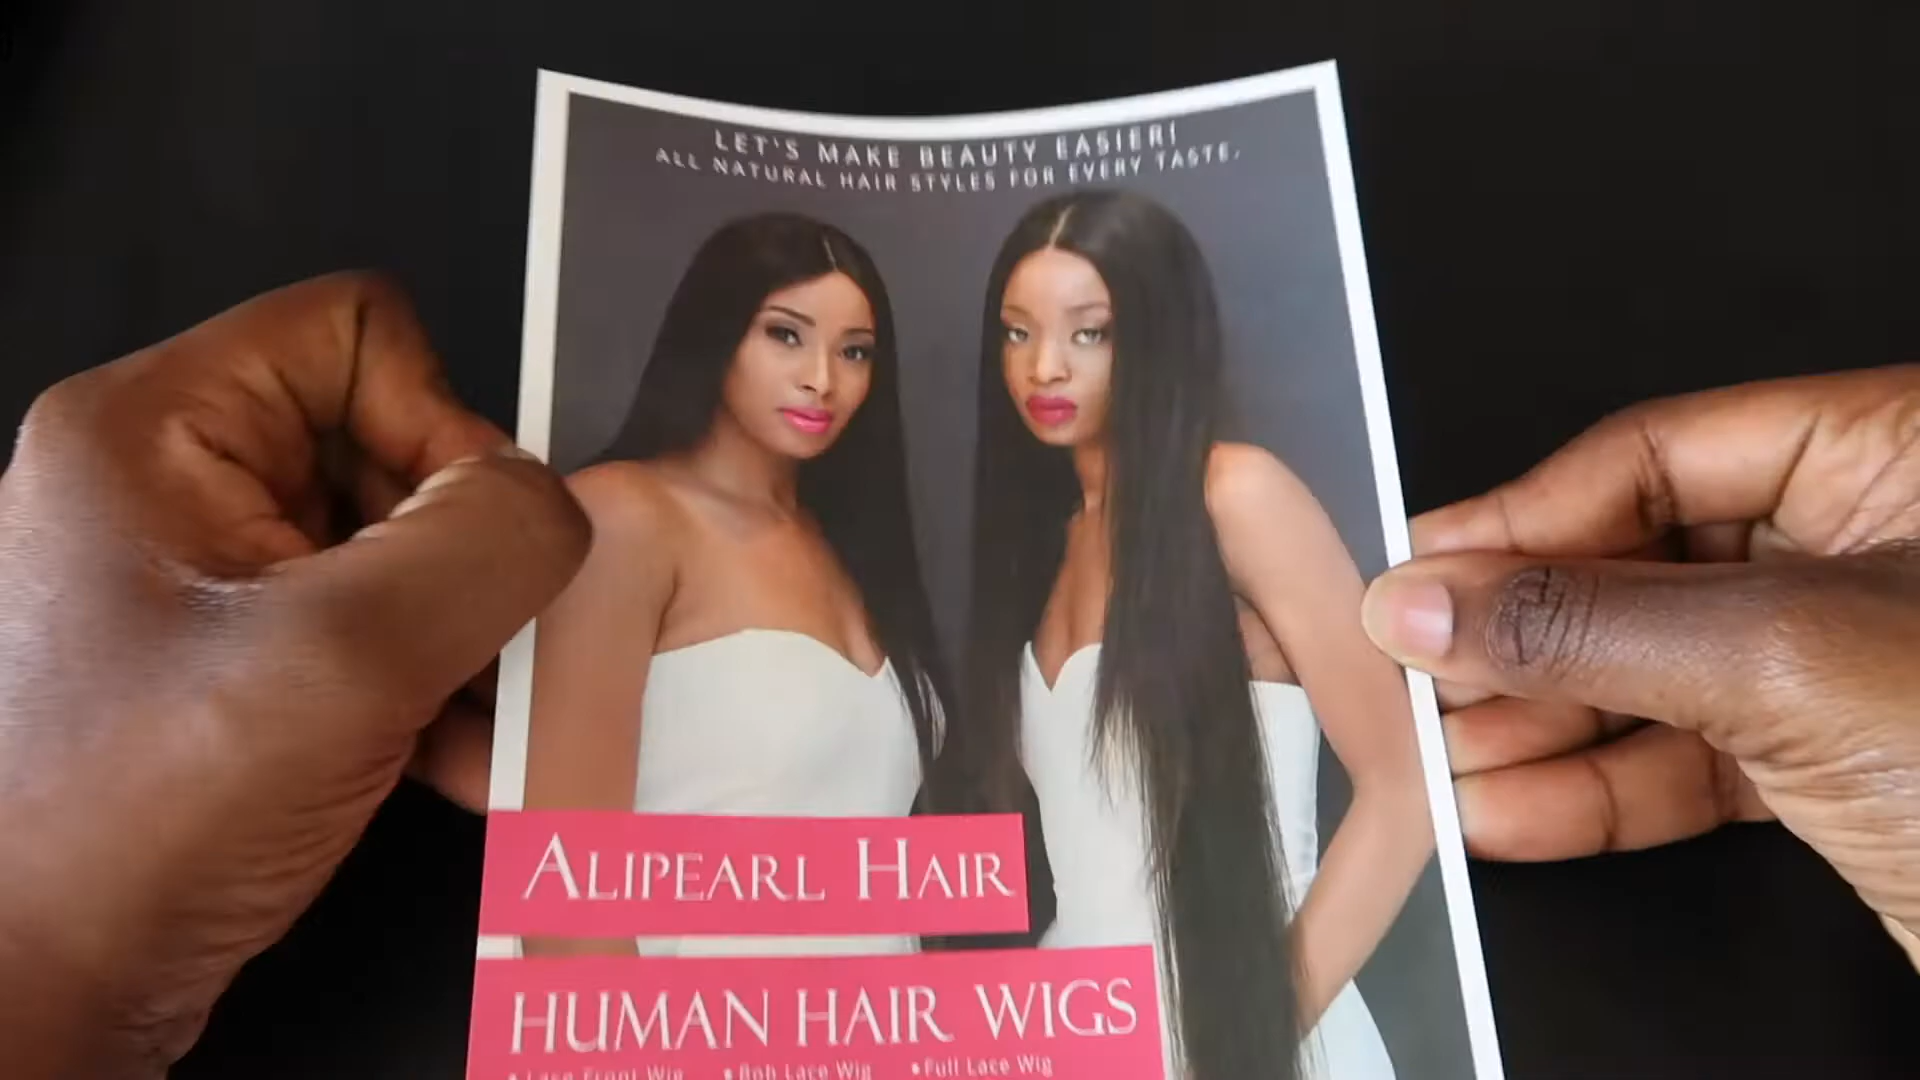 LET'S MAKE BEAUTY EASIER!
ALL NATURAL HAIR STYLES FOR EVERY TASTE.
ALIPEARL HAIR
HUMAN HAIR WIGS
• Lace Front Wig • Bob Lace Wig • Full Lace Wig